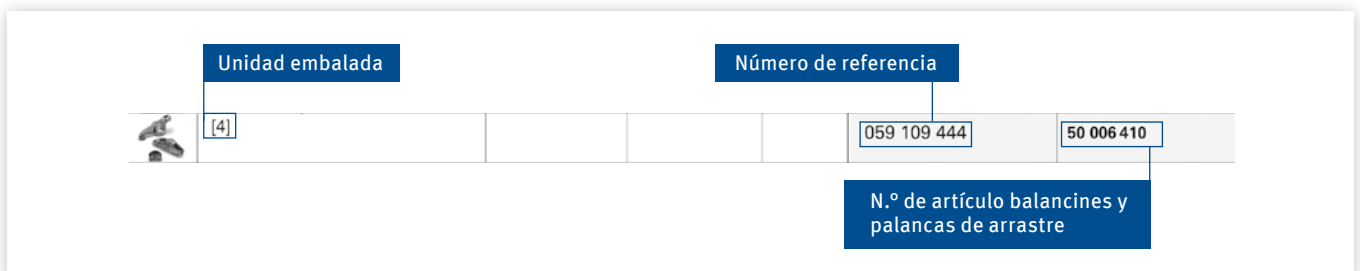 Unidad embalada
Número de referencia
[4]
059 109 444
50 006 410
N.º de artículo balancines y
palancas de arrastre